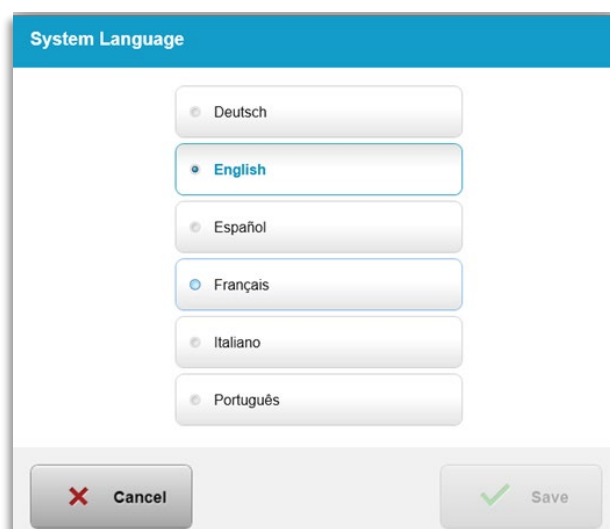 System Language
Deutsch
English
Español
Français
Italiano
Português
Cancel
Save